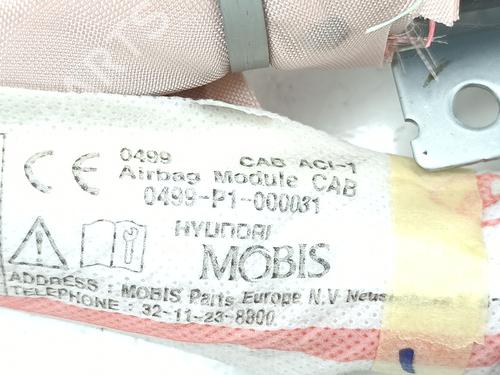 CE 0499 CAB ACI-1
Airbag Module CAB
0499-P1-000031
HYUNDAI
MOBIS
ADDRESS : MOBIS Parts Europe N.V
TELEPHONE : 32-11-23-8800